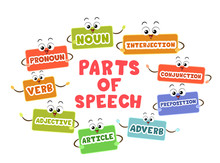 NOUN
INTERJECTION
PRONOUN
CONJUNCTION
PARTS
OF
SPEECH
VERB
PREPOSITION
ADJECTIVE
ADVERB
ARTICLE